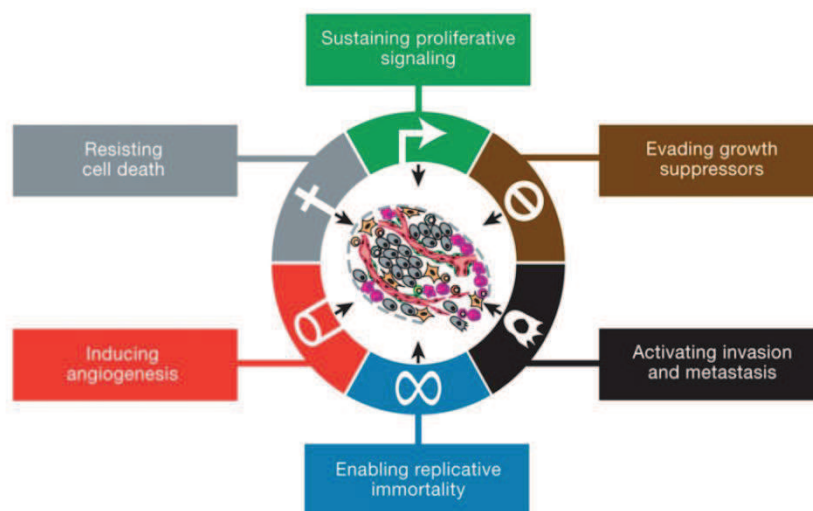 Sustaining proliferative
signaling
Resisting
cell death
Evading growth
suppressors
Inducing
angiogenesis
Activating invasion
and metastasis
Enabling replicative
immortality